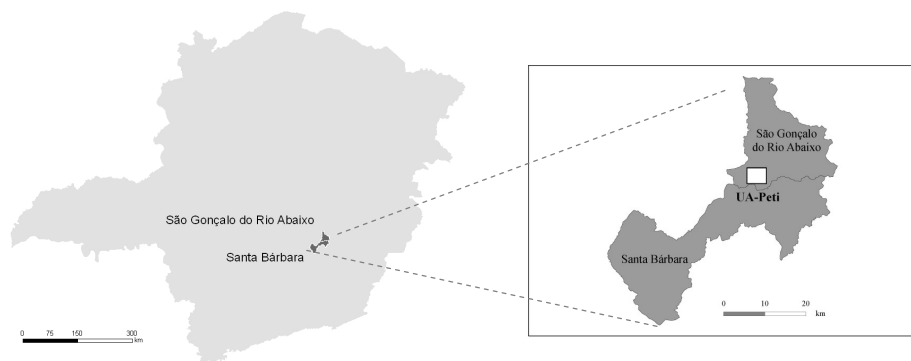 São Gonçalo do Rio Abaixo
Santa Bárbara
0 75 150 300
km
São Gonçalo
do Rio Abaixo
UA-Peti
Santa Bárbara
0 10 20
km